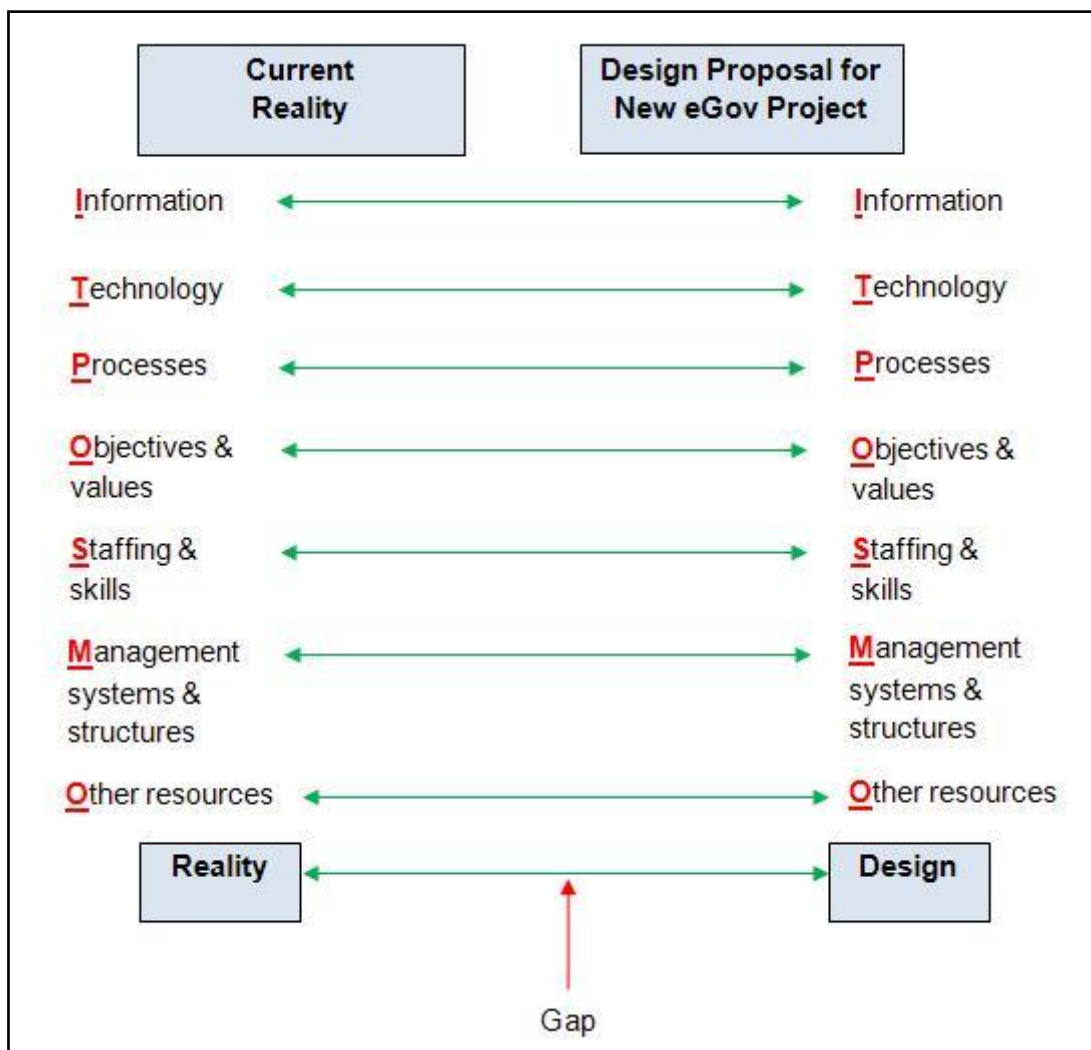 Current
Reality
Design Proposal for
New eGov Project
Information
Information
Technology
Technology
Processes
Processes
Objectives &
values
Objectives &
values
Staffing &
skills
Staffing &
skills
Management
systems &
structures
Management
systems &
structures
Other resources
Other resources
Reality
Design
Gap